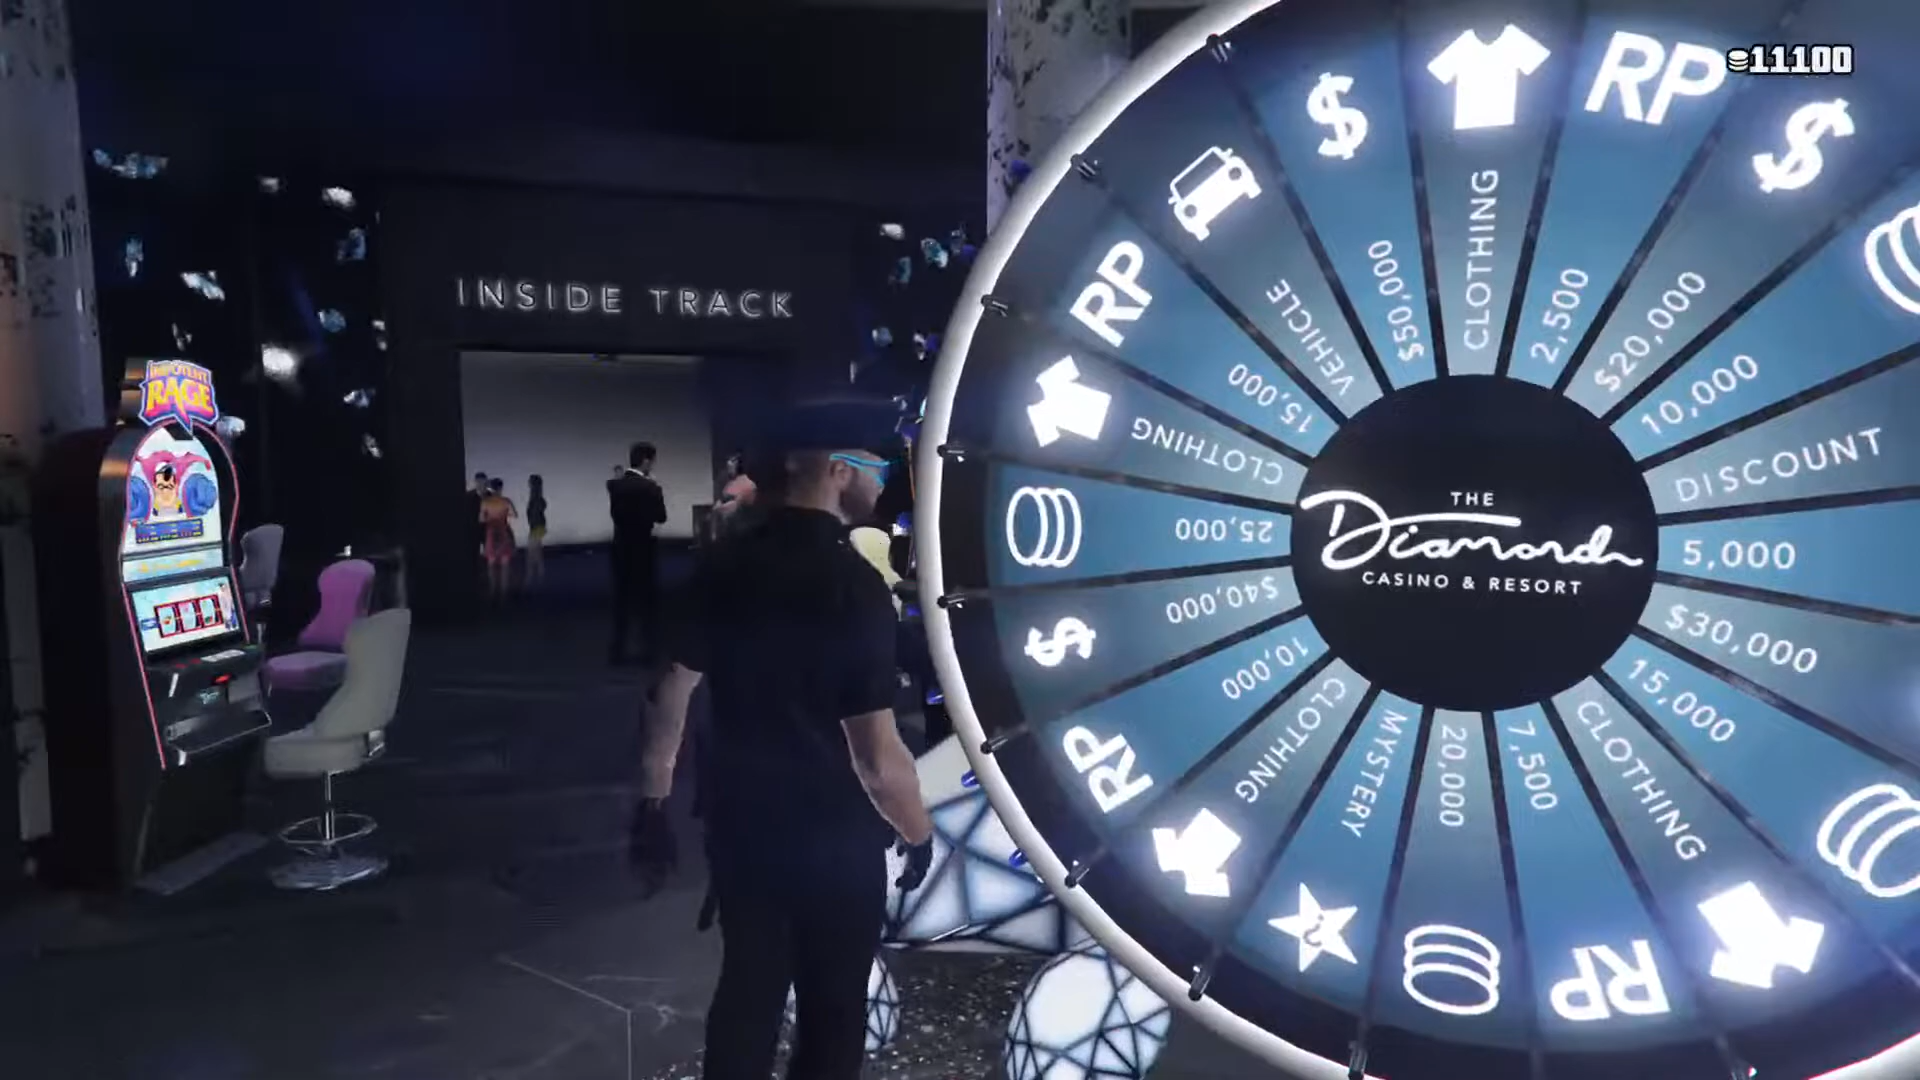 11100
INSIDE TRACK
IMPOTENT
RAGE
THE
Diamond
CASINO & RESORT
$50,000
CLOTHING
RP
2,500
$20,000
10,000
DISCOUNT
5,000
$30,000
15,000
CLOTHING
RP
7,500
20,000
MYSTERY
CLOTHING
RP
10,000
$40,000
25,000
CLOTHING
RP
15,000
VEHICLE